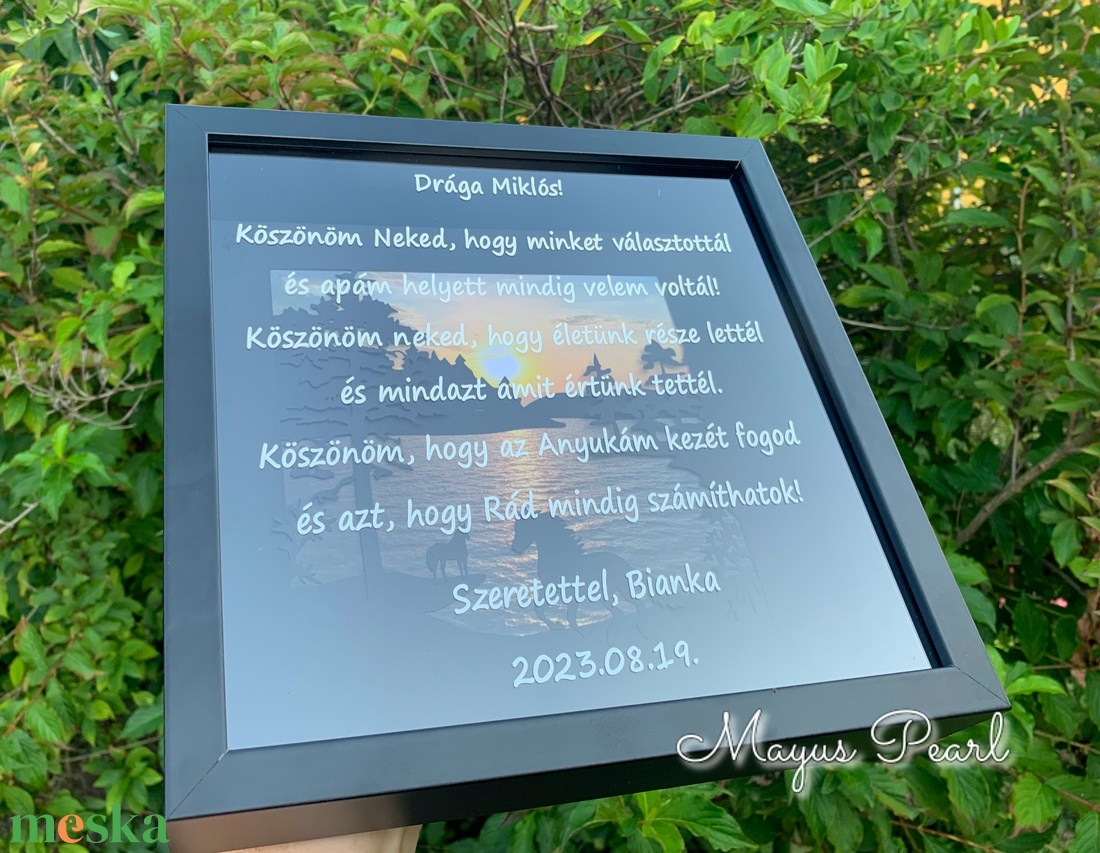 Drága Miklós!
Köszönöm Neked, hogy minket választottál
és apám helyett mindig velem voltál!
Köszönöm neked, hogy életünk része lettél
és mindazt amit értünk tettél.
Köszönöm, hogy az Anyukám kezét fogod
és azt, hogy Rád mindig számíthatok!
Szeretettel, Bianka
2023.08.19.
Mayus Pearl
meska